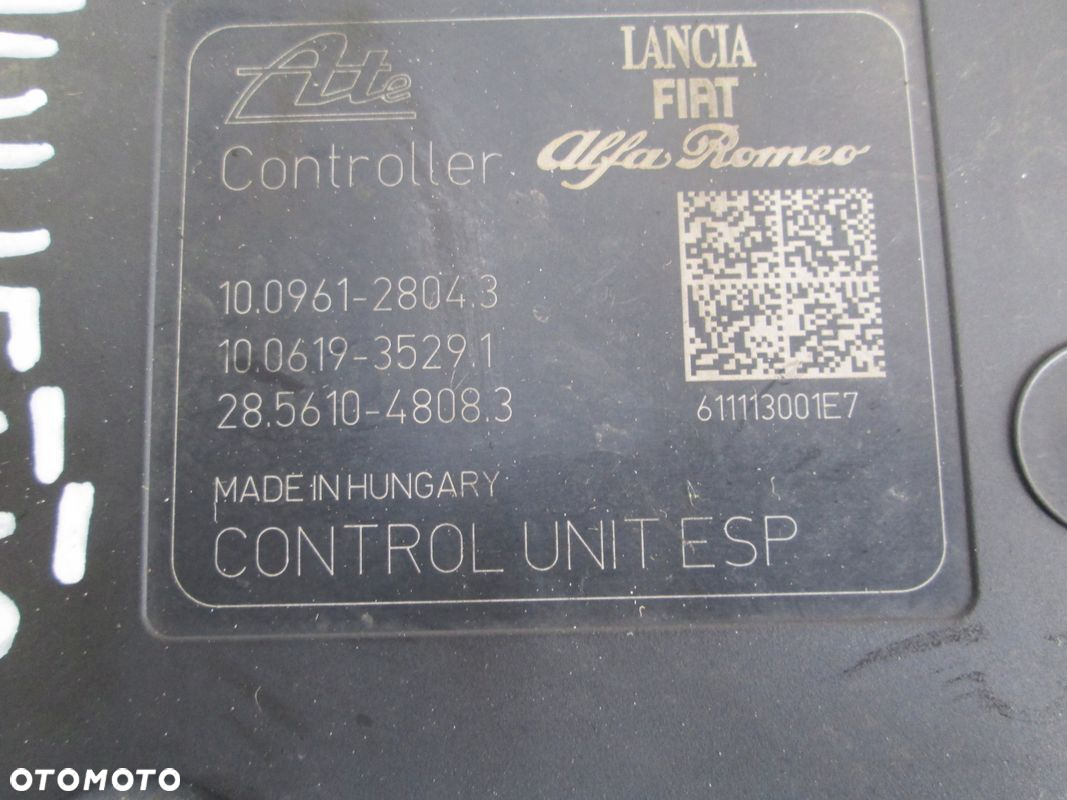 Ate
LANCIA
FIAT
Alfa Romeo
Controller
10.0961-2804.3
10.0619-3529.1
28.5610-4808.3
611113001E7
MADE IN HUNGARY
CONTROL UNIT ESP
OTOMOTO